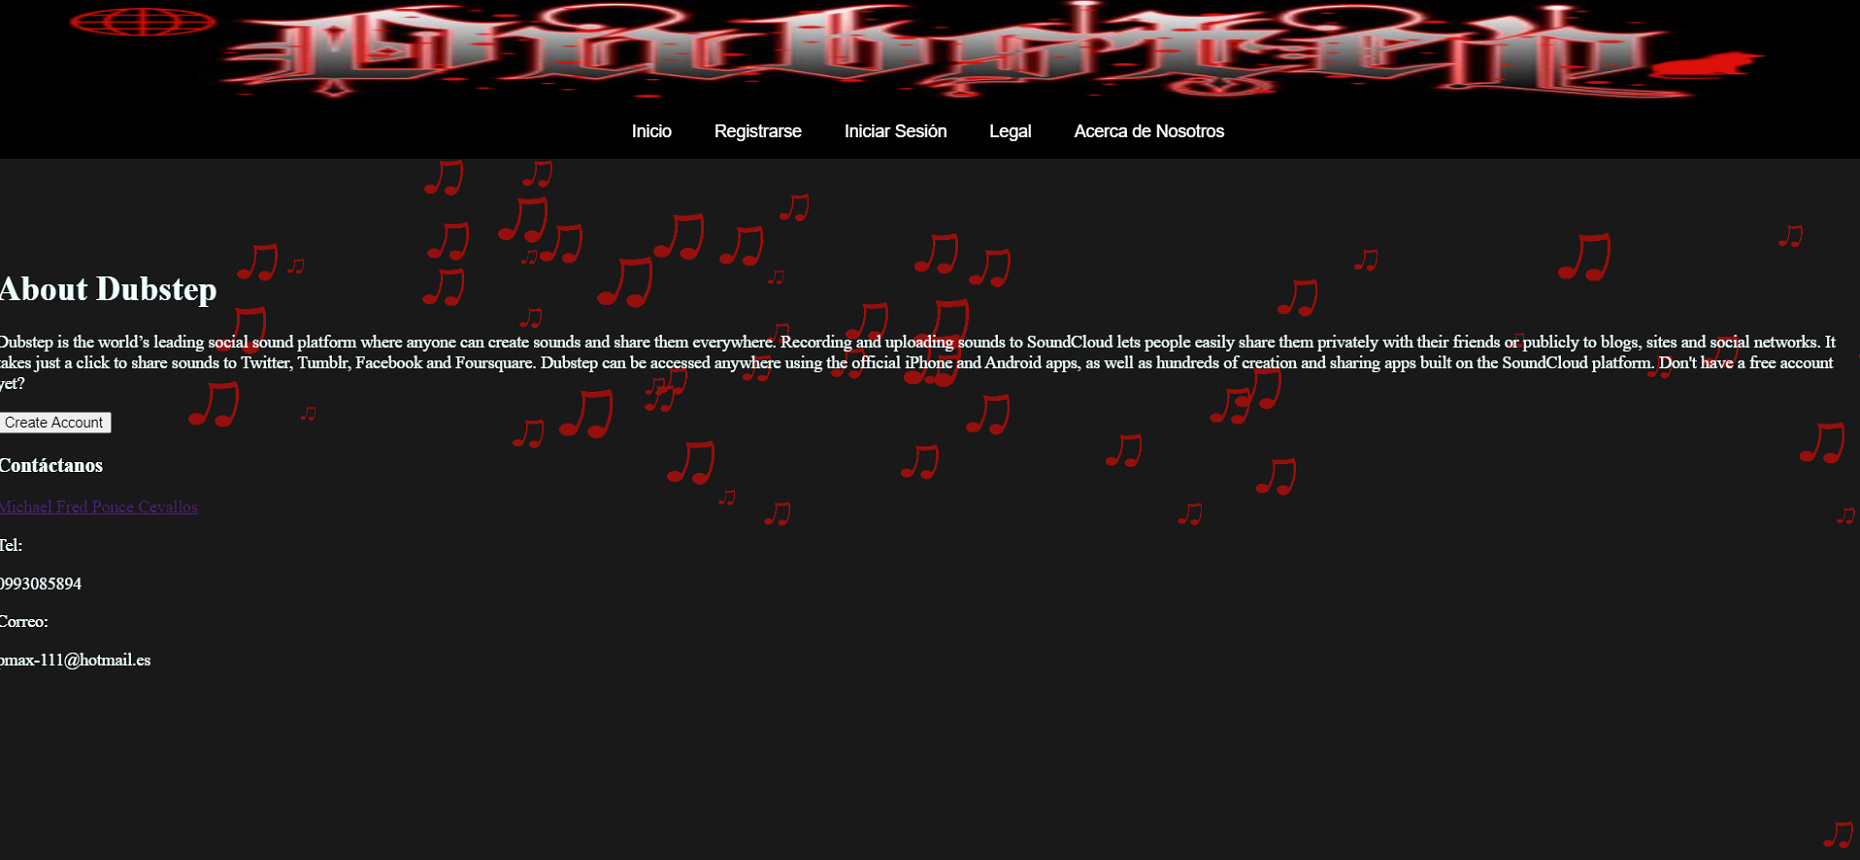 Dubstep
Inicio Registrarse Iniciar Sesión Legal Acerca de Nosotros
About Dubstep
Dubstep is the world’s leading social sound platform where anyone can create sounds and share them everywhere. Recording and uploading sounds to SoundCloud lets people easily share them privately with their friends or publicly to blogs, sites and social networks. It
takes just a click to share sounds to Twitter, Tumblr, Facebook and Foursquare. Dubstep can be accessed anywhere using the official iPhone and Android apps, as well as hundreds of creation and sharing apps built on the SoundCloud platform. Don't have a free account
yet?
Create Account
Contáctanos
Michael Fred Ponce Cevallos
Tel:
0993085894
Correo:
pmax-111@hotmail.es